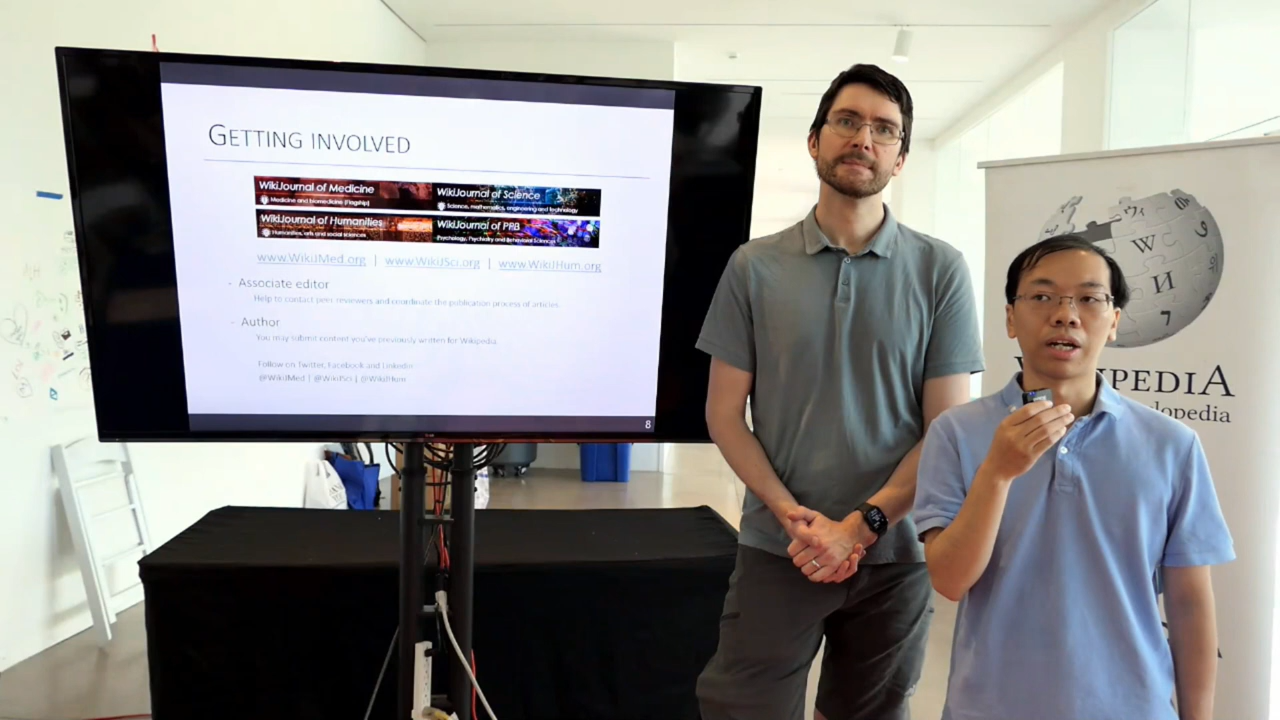 GETTING INVOLVED
WikiJournal of Medicine
Medicine and biomedicine (Flagship)
WikiJournal of Science
Science, mathematics, engineering and technology
WikiJournal of Humanities
Humanities, arts and social sciences
WikiJournal of PPB
Psychology, Psychiatry and Behavioral Sciences
www.WikiJMed.org | www.WikiJSci.org | www.WikiJHum.org
- Associate editor
Help to contact peer reviewers and coordinate the publication process of articles.
- Author
You may submit content you've previously written for Wikipedia.
Follow on Twitter, Facebook and Linkedin
@WikiJMed | @WikiJSci | @WikiJHum
8
W
И
W PEDIA
lopedia